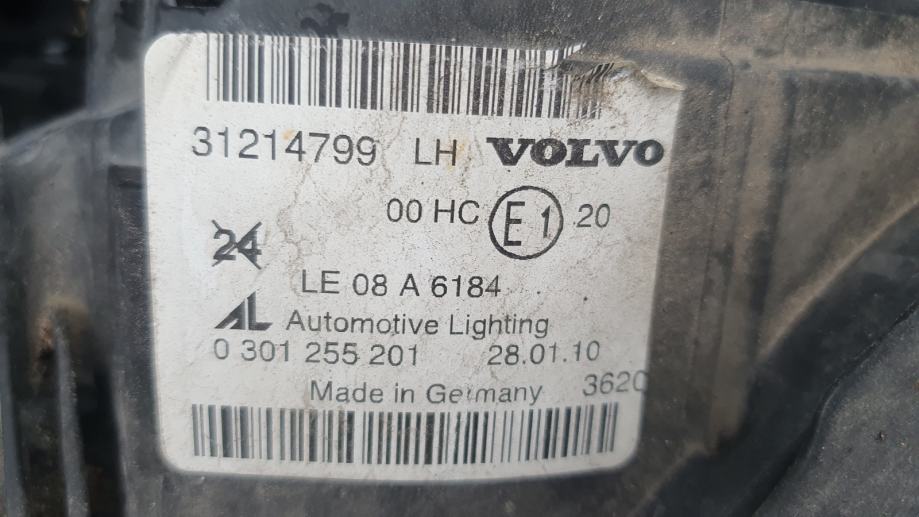 31214799 LH VOLVO
00 HC E1 20
24
LE 08 A 6184
AL Automotive Lighting
0 301 255 201 28.01.10
Made in Germany 3620